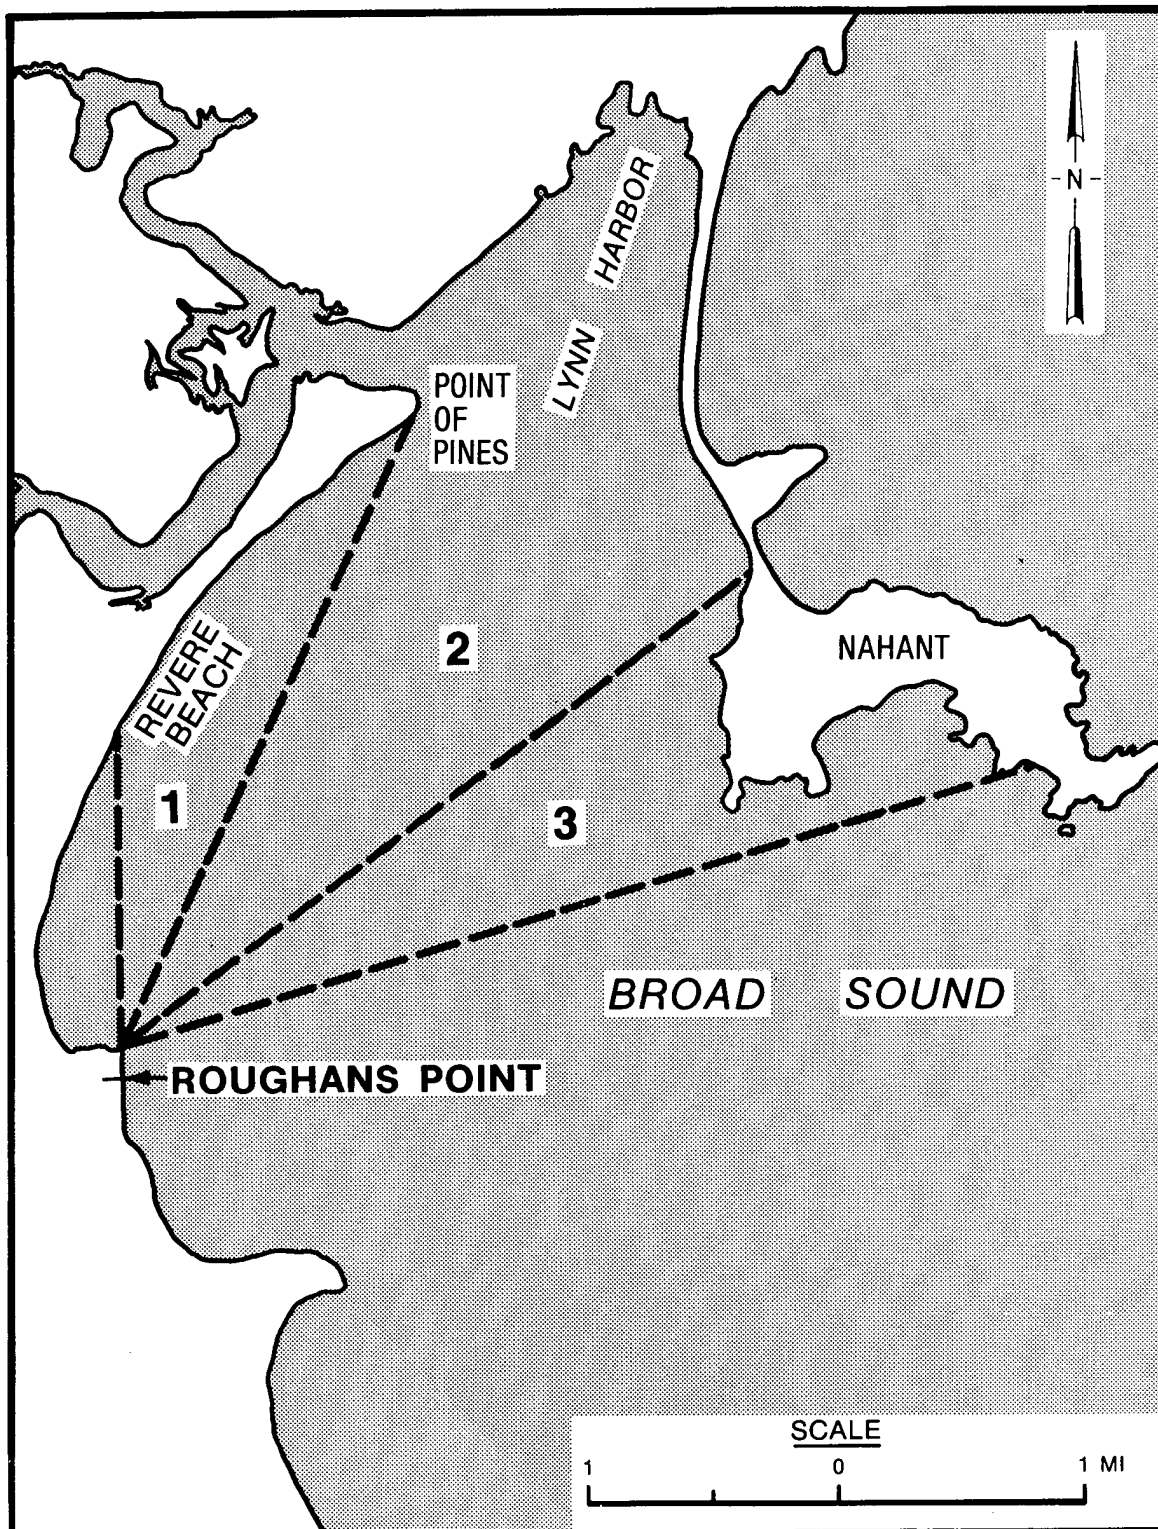 N
LYNN HARBOR
POINT
OF
PINES
REVERE
BEACH
NAHANT
1
2
3
BROAD SOUND
ROUGHANS POINT
SCALE
1 0 1 MI